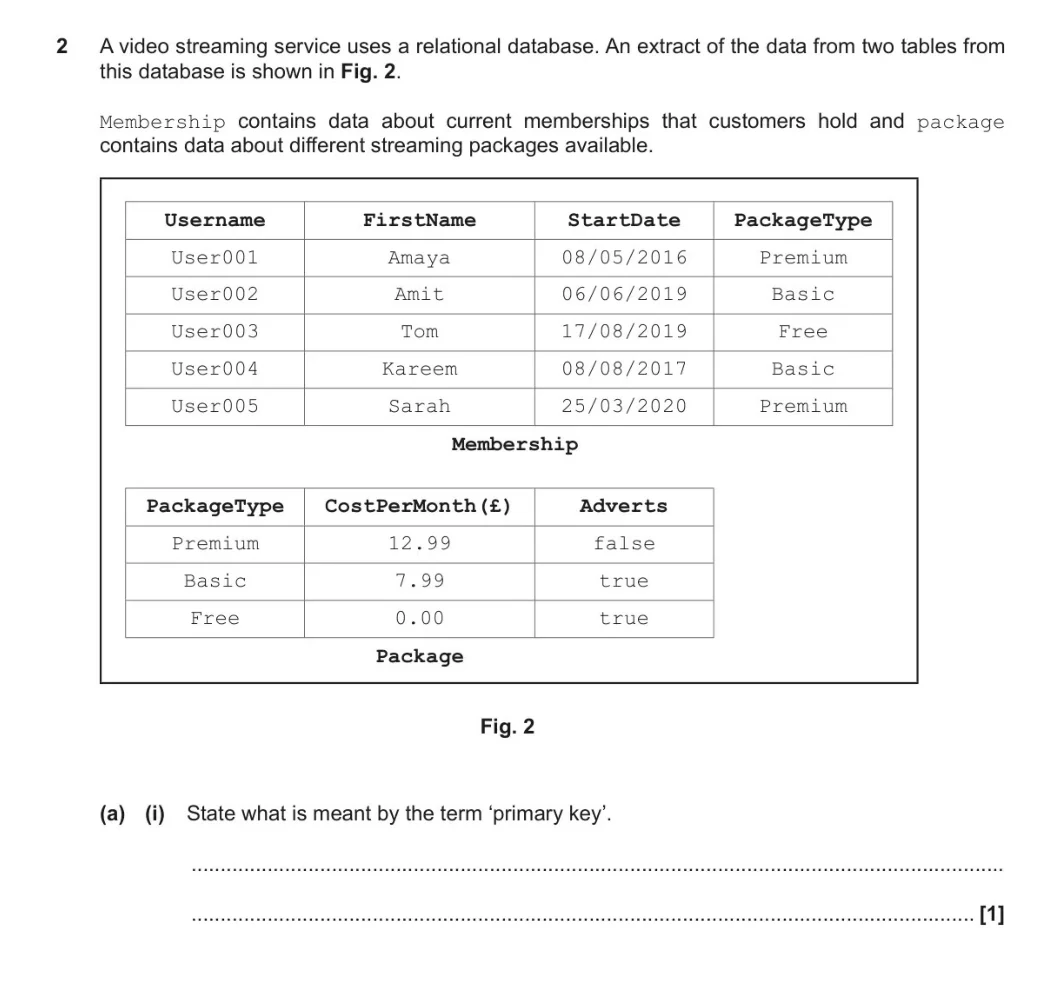 2 A video streaming service uses a relational database. An extract of the data from two tables from
this database is shown in Fig. 2.
Membership contains data about current memberships that customers hold and package
contains data about different streaming packages available.
Username FirstName StartDate PackageType
User001 Amaya 08/05/2016 Premium
User002 Amit 06/06/2019 Basic
User003 Tom 17/08/2019 Free
User004 Kareem 08/08/2017 Basic
User005 Sarah 25/03/2020 Premium
Membership
PackageType CostPerMonth(£) Adverts
Premium 12.99 false
Basic 7.99 true
Free 0.00 true
Package
Fig. 2
(a) (i) State what is meant by the term ‘primary key’.
[1]